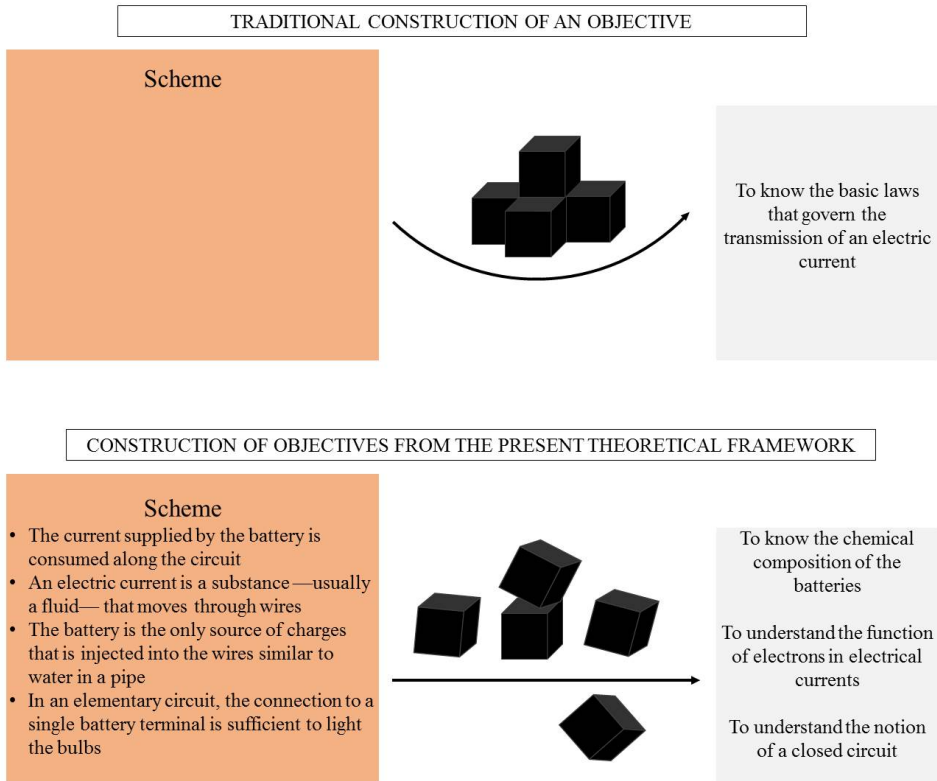 TRADITIONAL CONSTRUCTION OF AN OBJECTIVE
Scheme
To know the basic laws
that govern the
transmission of an electric
current
CONSTRUCTION OF OBJECTIVES FROM THE PRESENT THEORETICAL FRAMEWORK
Scheme
• The current supplied by the battery is
consumed along the circuit
• An electric current is a substance —usually
a fluid— that moves through wires
• The battery is the only source of charges
that is injected into the wires similar to
water in a pipe
• In an elementary circuit, the connection to a
single battery terminal is sufficient to light
the bulbs
To know the chemical
composition of the
batteries
To understand the function
of electrons in electrical
currents
To understand the notion
of a closed circuit